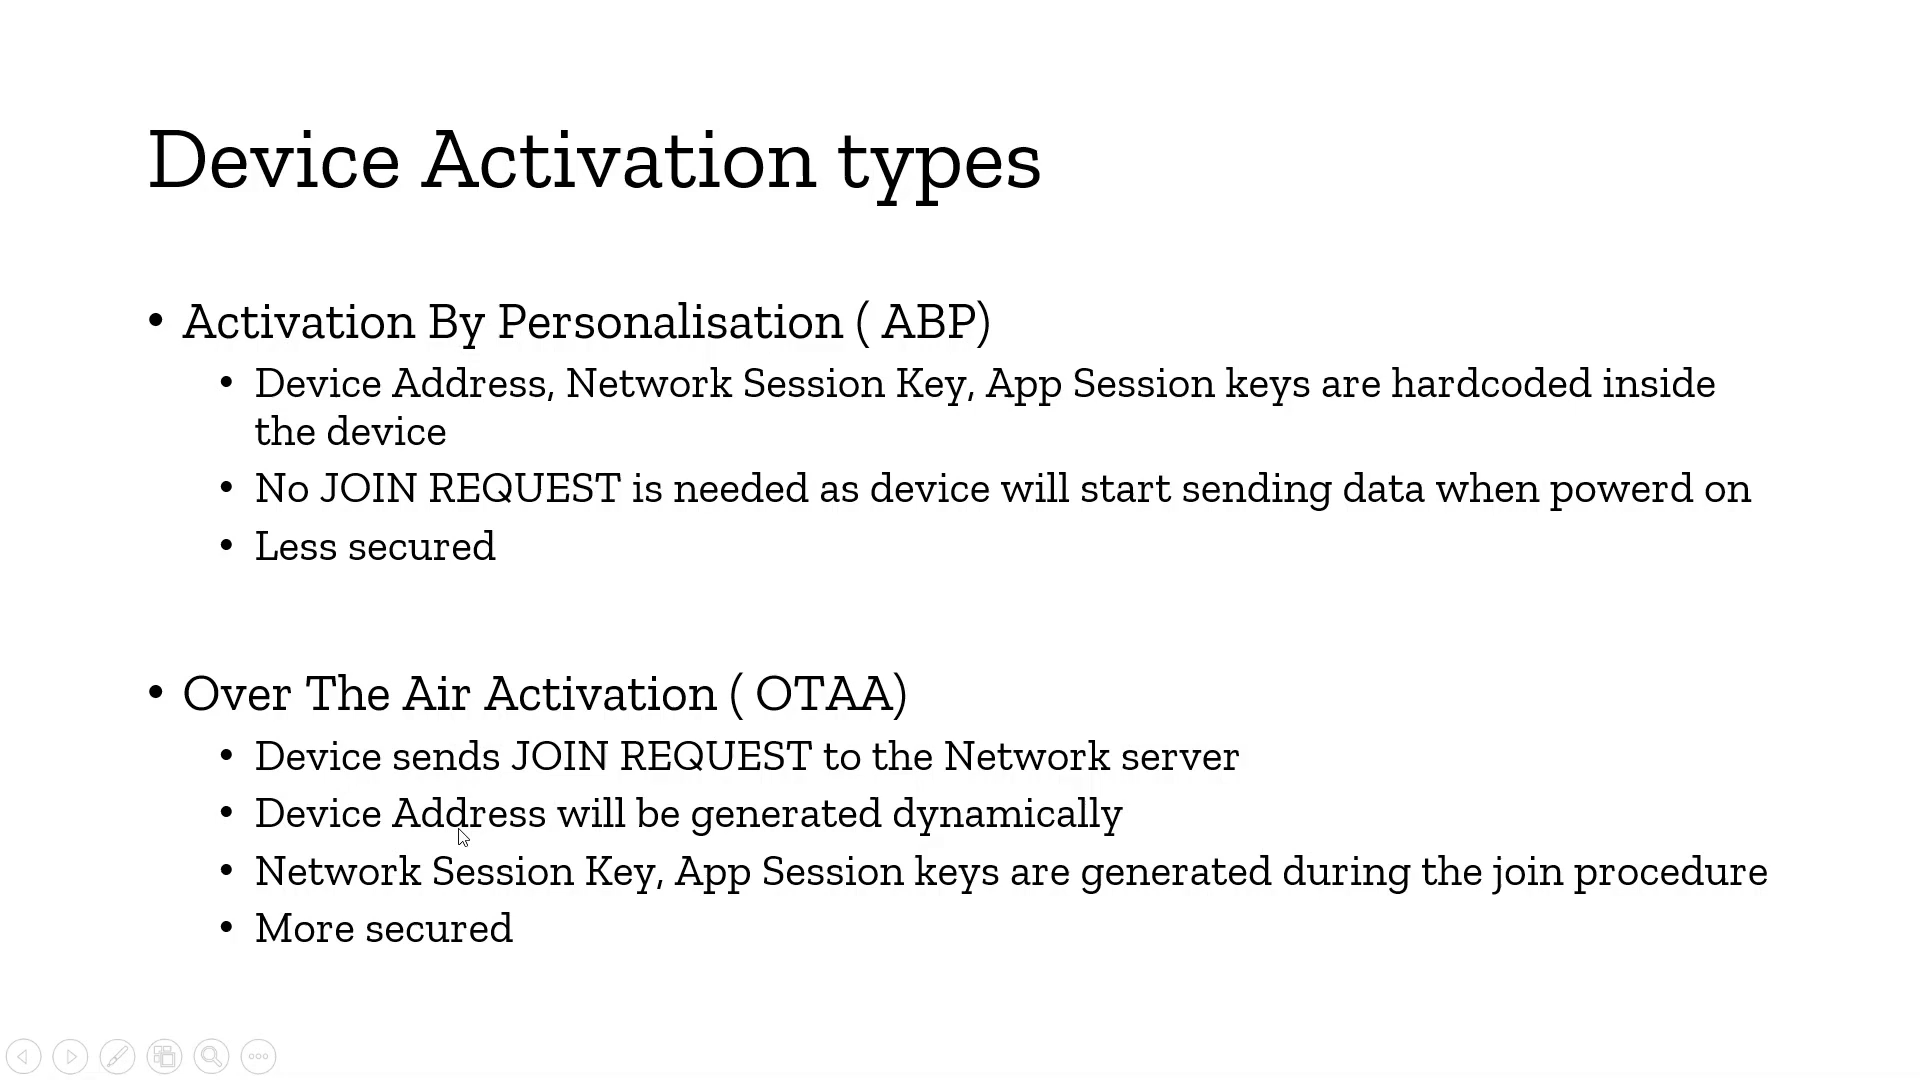 Device Activation types
• Activation By Personalisation ( ABP)
• Device Address, Network Session Key, App Session keys are hardcoded inside
the device
• No JOIN REQUEST is needed as device will start sending data when powerd on
• Less secured
• Over The Air Activation ( OTAA)
• Device sends JOIN REQUEST to the Network server
• Device Address will be generated dynamically
• Network Session Key, App Session keys are generated during the join procedure
• More secured